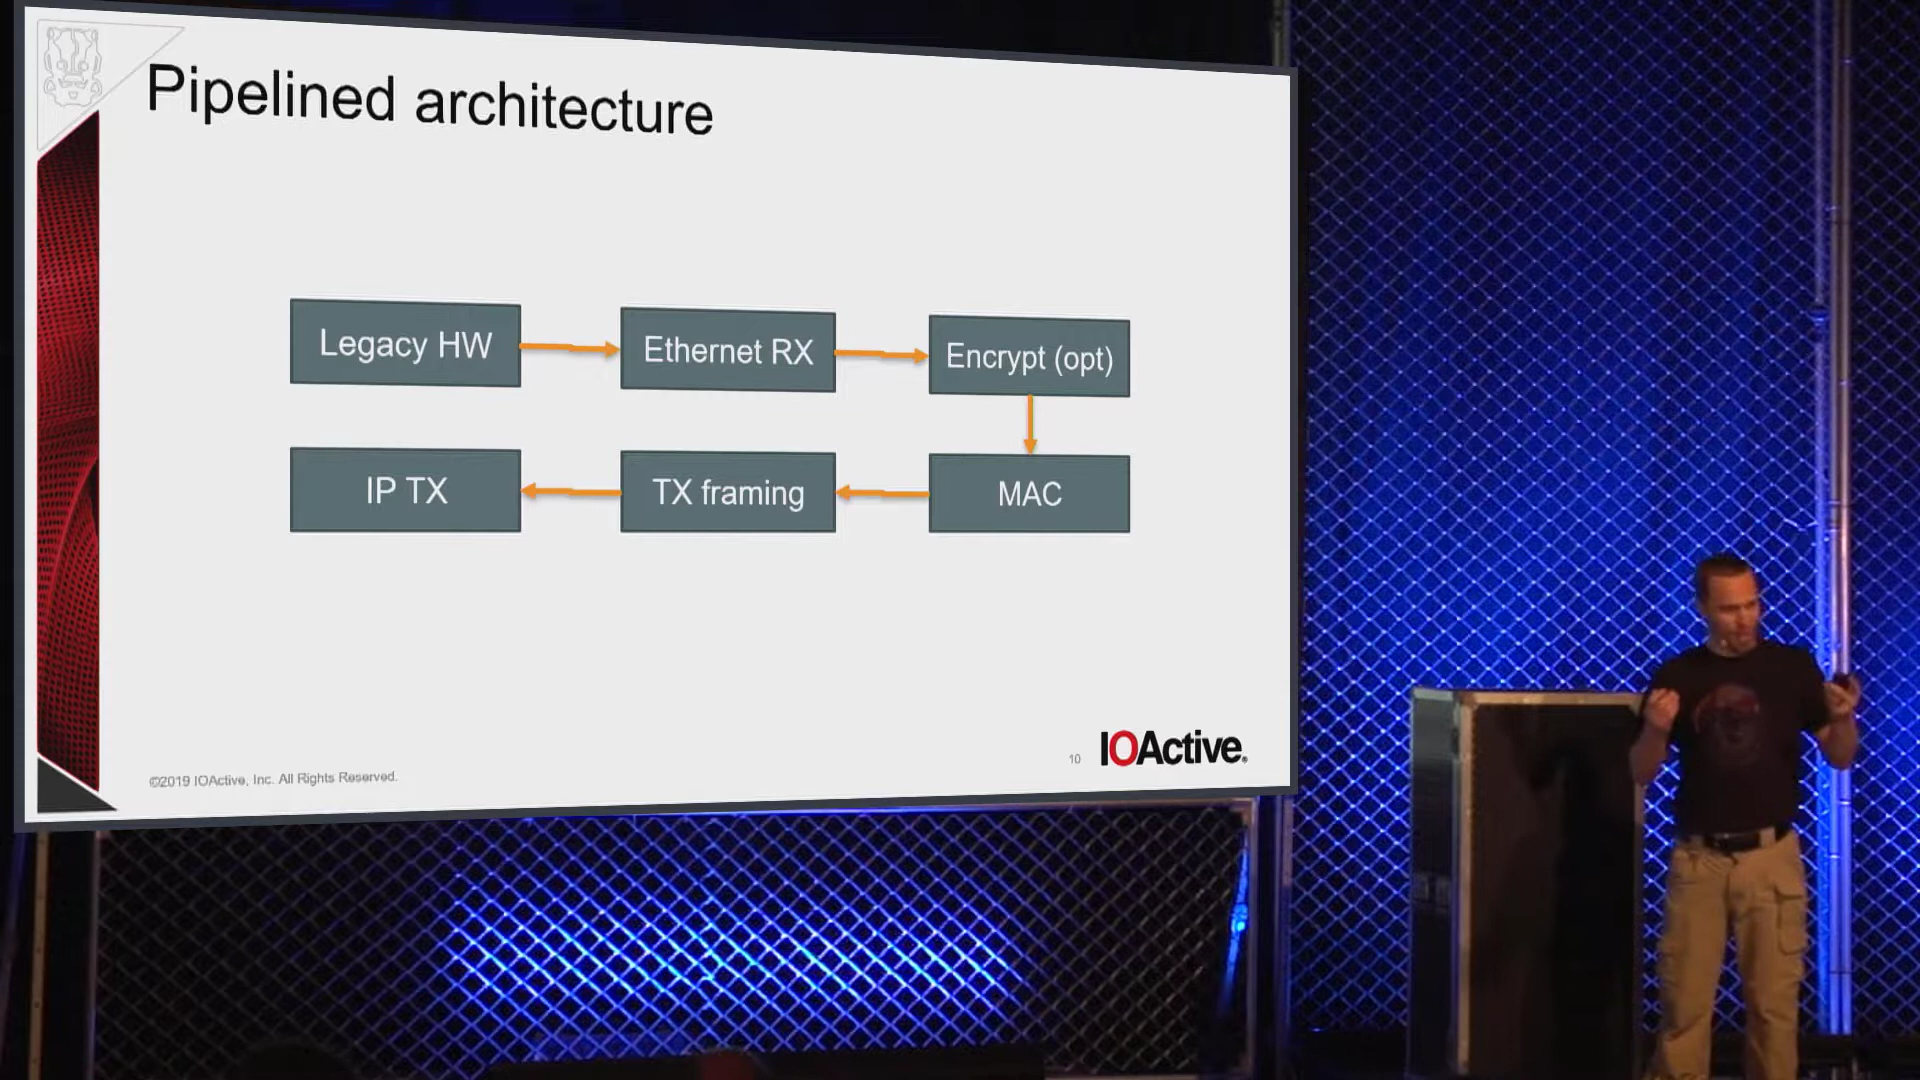 Pipelined architecture
Legacy HW
Ethernet RX
Encrypt (opt)
IP TX
TX framing
MAC
©2019 IOActive, Inc. All Rights Reserved.
10
IOActive.